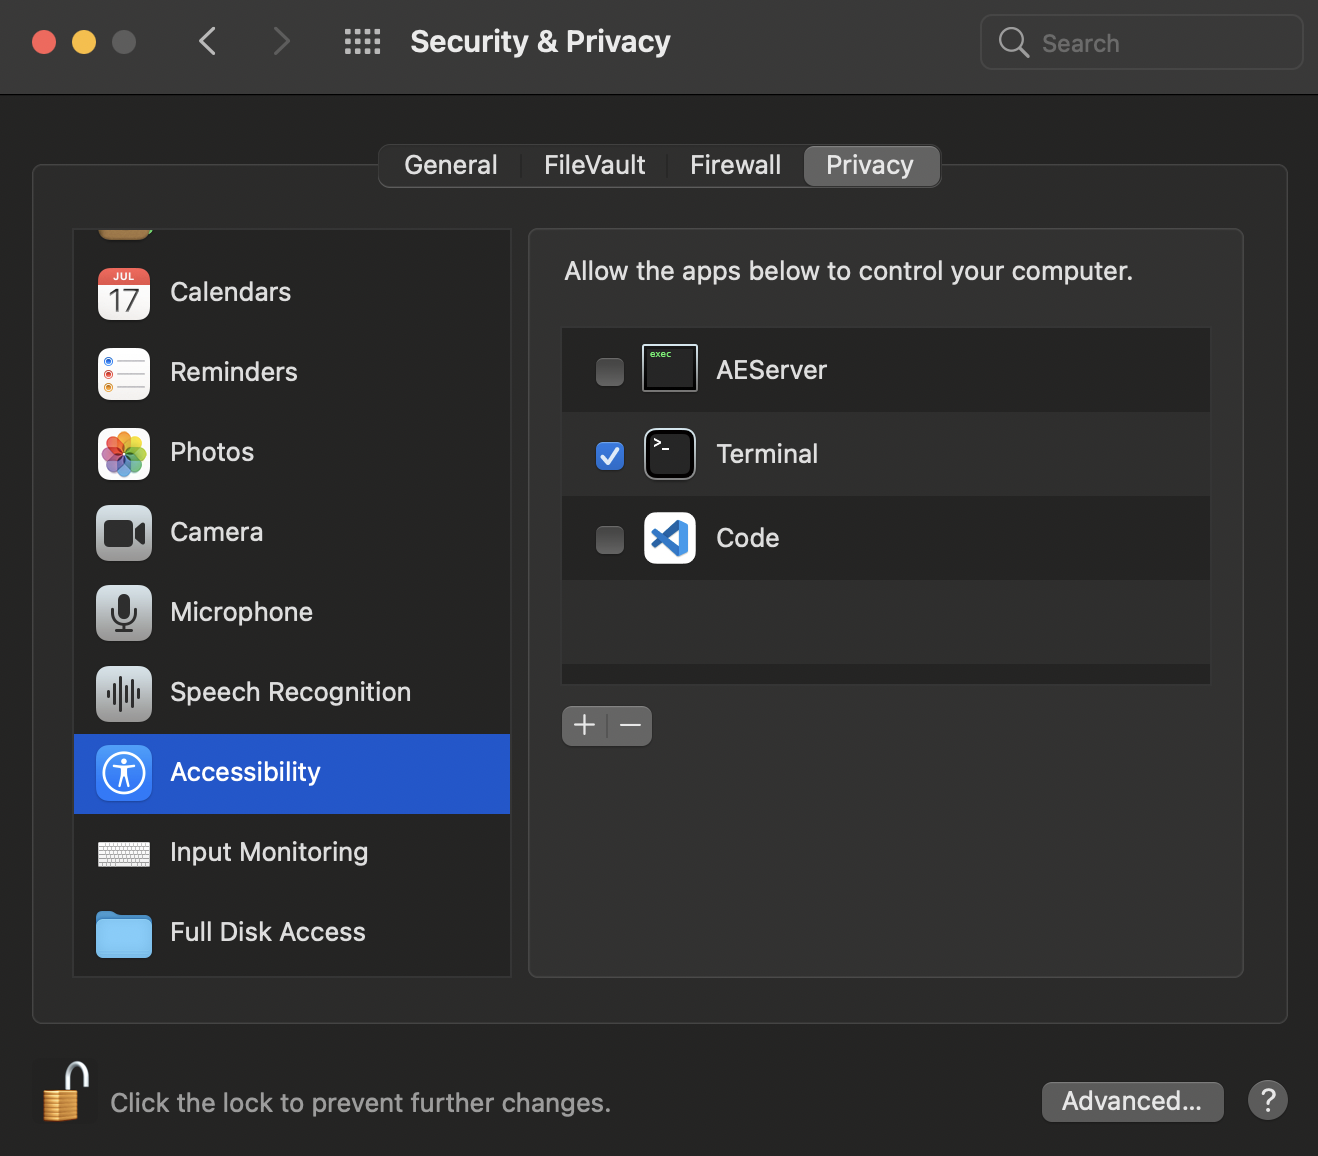 Security & Privacy
Search
General
FileVault
Firewall
Privacy
JUL
17
Calendars
Reminders
Photos
Camera
Microphone
Speech Recognition
Accessibility
Input Monitoring
Full Disk Access
Allow the apps below to control your computer.
exec
AEServer
>_
Terminal
Code
+ −
Click the lock to prevent further changes.
Advanced...
?